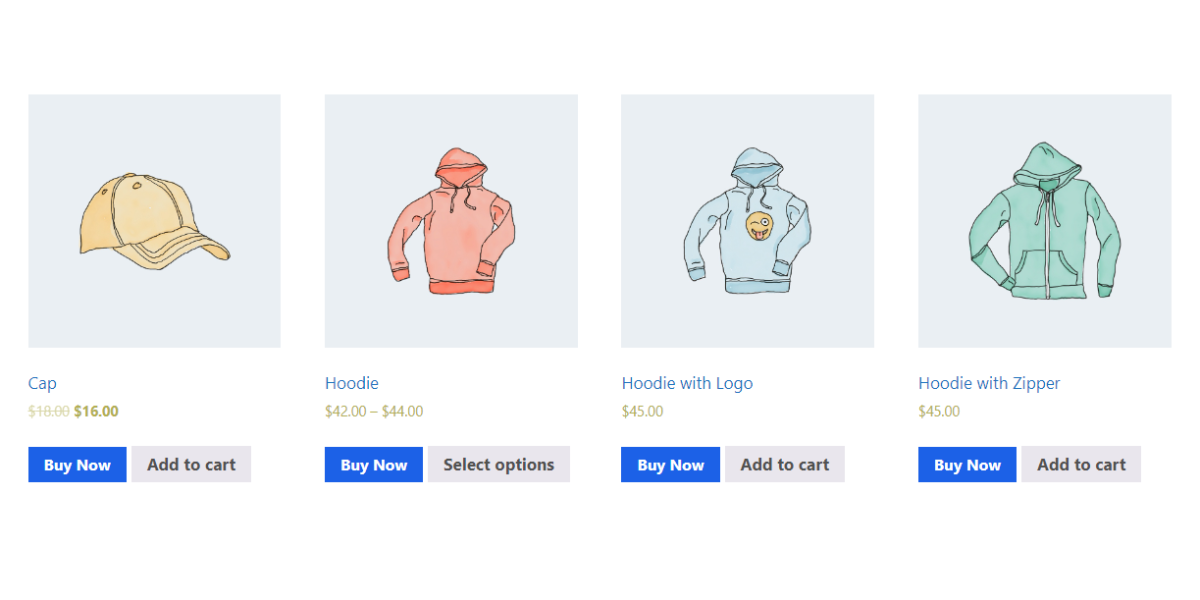 Cap
$18.00 $16.00
Buy Now Add to cart
Hoodie
$42.00 – $44.00
Buy Now Select options
Hoodie with Logo
$45.00
Buy Now Add to cart
Hoodie with Zipper
$45.00
Buy Now Add to cart